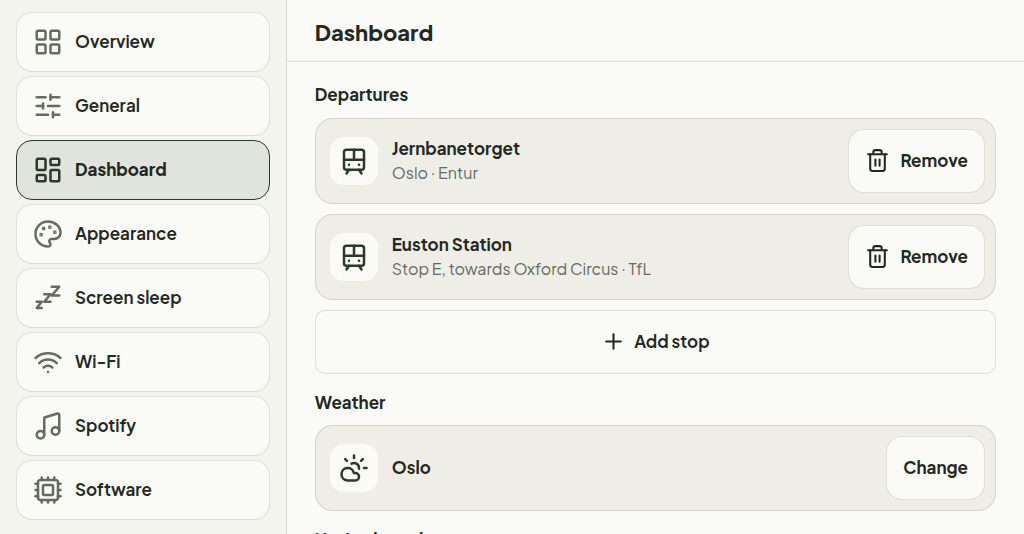 Overview
General
Dashboard
Appearance
Screen sleep
Wi-Fi
Spotify
Software
Dashboard
Departures
Jernbanetorget
Oslo · Entur
Remove
Euston Station
Stop E, towards Oxford Circus · TfL
Remove
Add stop
Weather
Oslo
Change